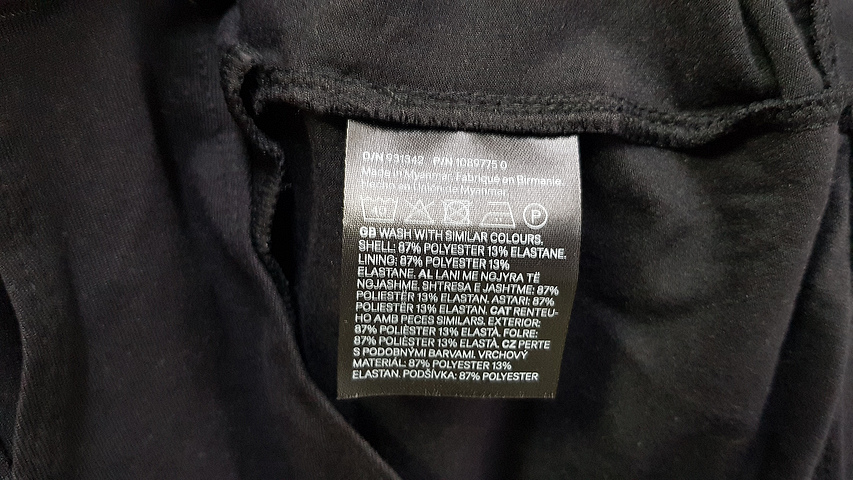 O/N 931342 P/N 1089775 0
Made in Myanmar. Fabriqué en Birmanie.
Hecho en Unión de Myanmar.
P
GB WASH WITH SIMILAR COLOURS.
SHELL: 87% POLYESTER 13% ELASTANE.
LINING: 87% POLYESTER 13%
ELASTANE. AL LANI ME NGJYRA TË
NGJASHME. SHTRESA E JASHTME: 87%
POLIESTËR 13% ELASTAN. ASTARI: 87%
POLIESTËR 13% ELASTAN. CAT RENTEU-
HO AMB PECES SIMILARS. EXTERIOR:
87% POLIÈSTER 13% ELASTÀ. FOLRE:
87% POLIÈSTER 13% ELASTÀ. CZ PERTE
S PODOBNÝMI BARVAMI. VRCHOVÝ
MATERIÁL: 87% POLYESTER 13%
ELASTAN. PODŠÍVKA: 87% POLYESTER